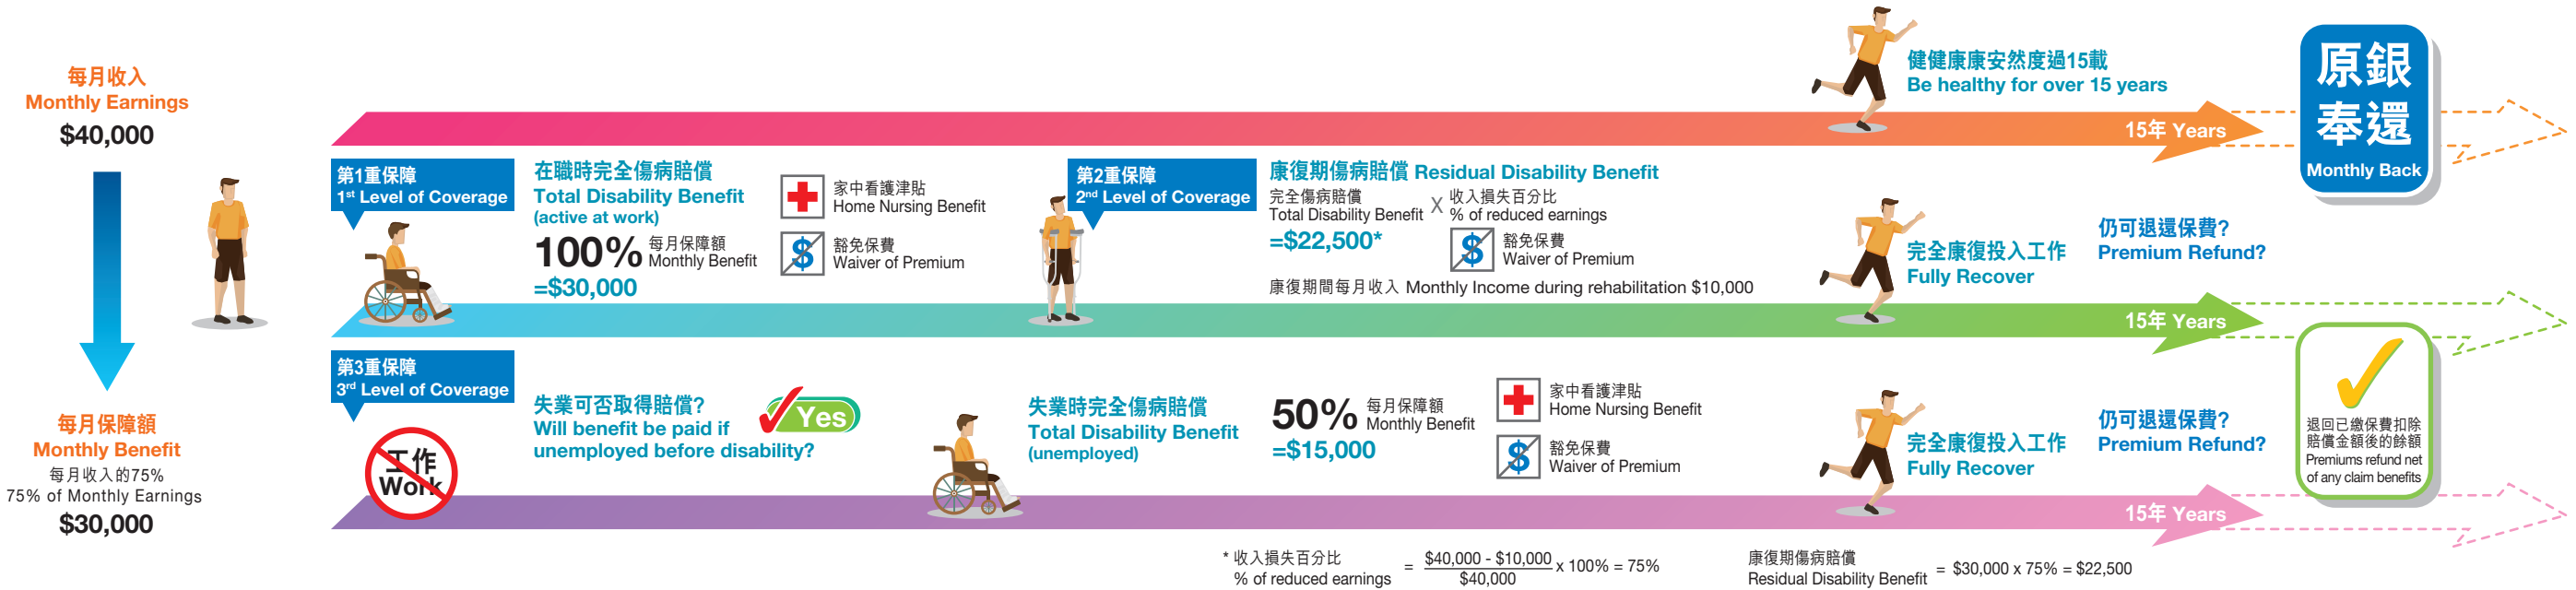 每月收入
Monthly Earnings
$40,000
每月保障額
Monthly Benefit
每月收入的75%
75% of Monthly Earnings
$30,000
健健康康安然度過15載
Be healthy for over 15 years
15年 Years
原銀
奉還
Monthly Back
第1重保障
1st Level of Coverage
在職時完全傷病賠償
Total Disability Benefit
(active at work)
100% 每月保障額
Monthly Benefit
=$30,000
家中看護津貼
Home Nursing Benefit
$ 豁免保費
Waiver of Premium
第2重保障
2nd Level of Coverage
康復期傷病賠償 Residual Disability Benefit
完全傷病賠償
Total Disability Benefit
X
收入損失百分比
% of reduced earnings
=$22,500*
$ 豁免保費
Waiver of Premium
康復期間每月收入 Monthly Income during rehabilitation $10,000
完全康復投入工作
Fully Recover
仍可退還保費?
Premium Refund?
15年 Years
第3重保障
3rd Level of Coverage
工作
Work
失業可否取得賠償?
Will benefit be paid if
unemployed before disability?
Yes
失業時完全傷病賠償
Total Disability Benefit
(unemployed)
50% 每月保障額
Monthly Benefit
=$15,000
家中看護津貼
Home Nursing Benefit
$ 豁免保費
Waiver of Premium
完全康復投入工作
Fully Recover
仍可退還保費?
Premium Refund?
15年 Years
退回已繳保費扣除
賠償金額後的餘額
Premiums refund net
of any claim benefits
* 收入損失百分比
% of reduced earnings
= $40,000 - $10,000
$40,000
x 100% = 75%
康復期傷病賠償
Residual Disability Benefit
= $30,000 x 75% = $22,500